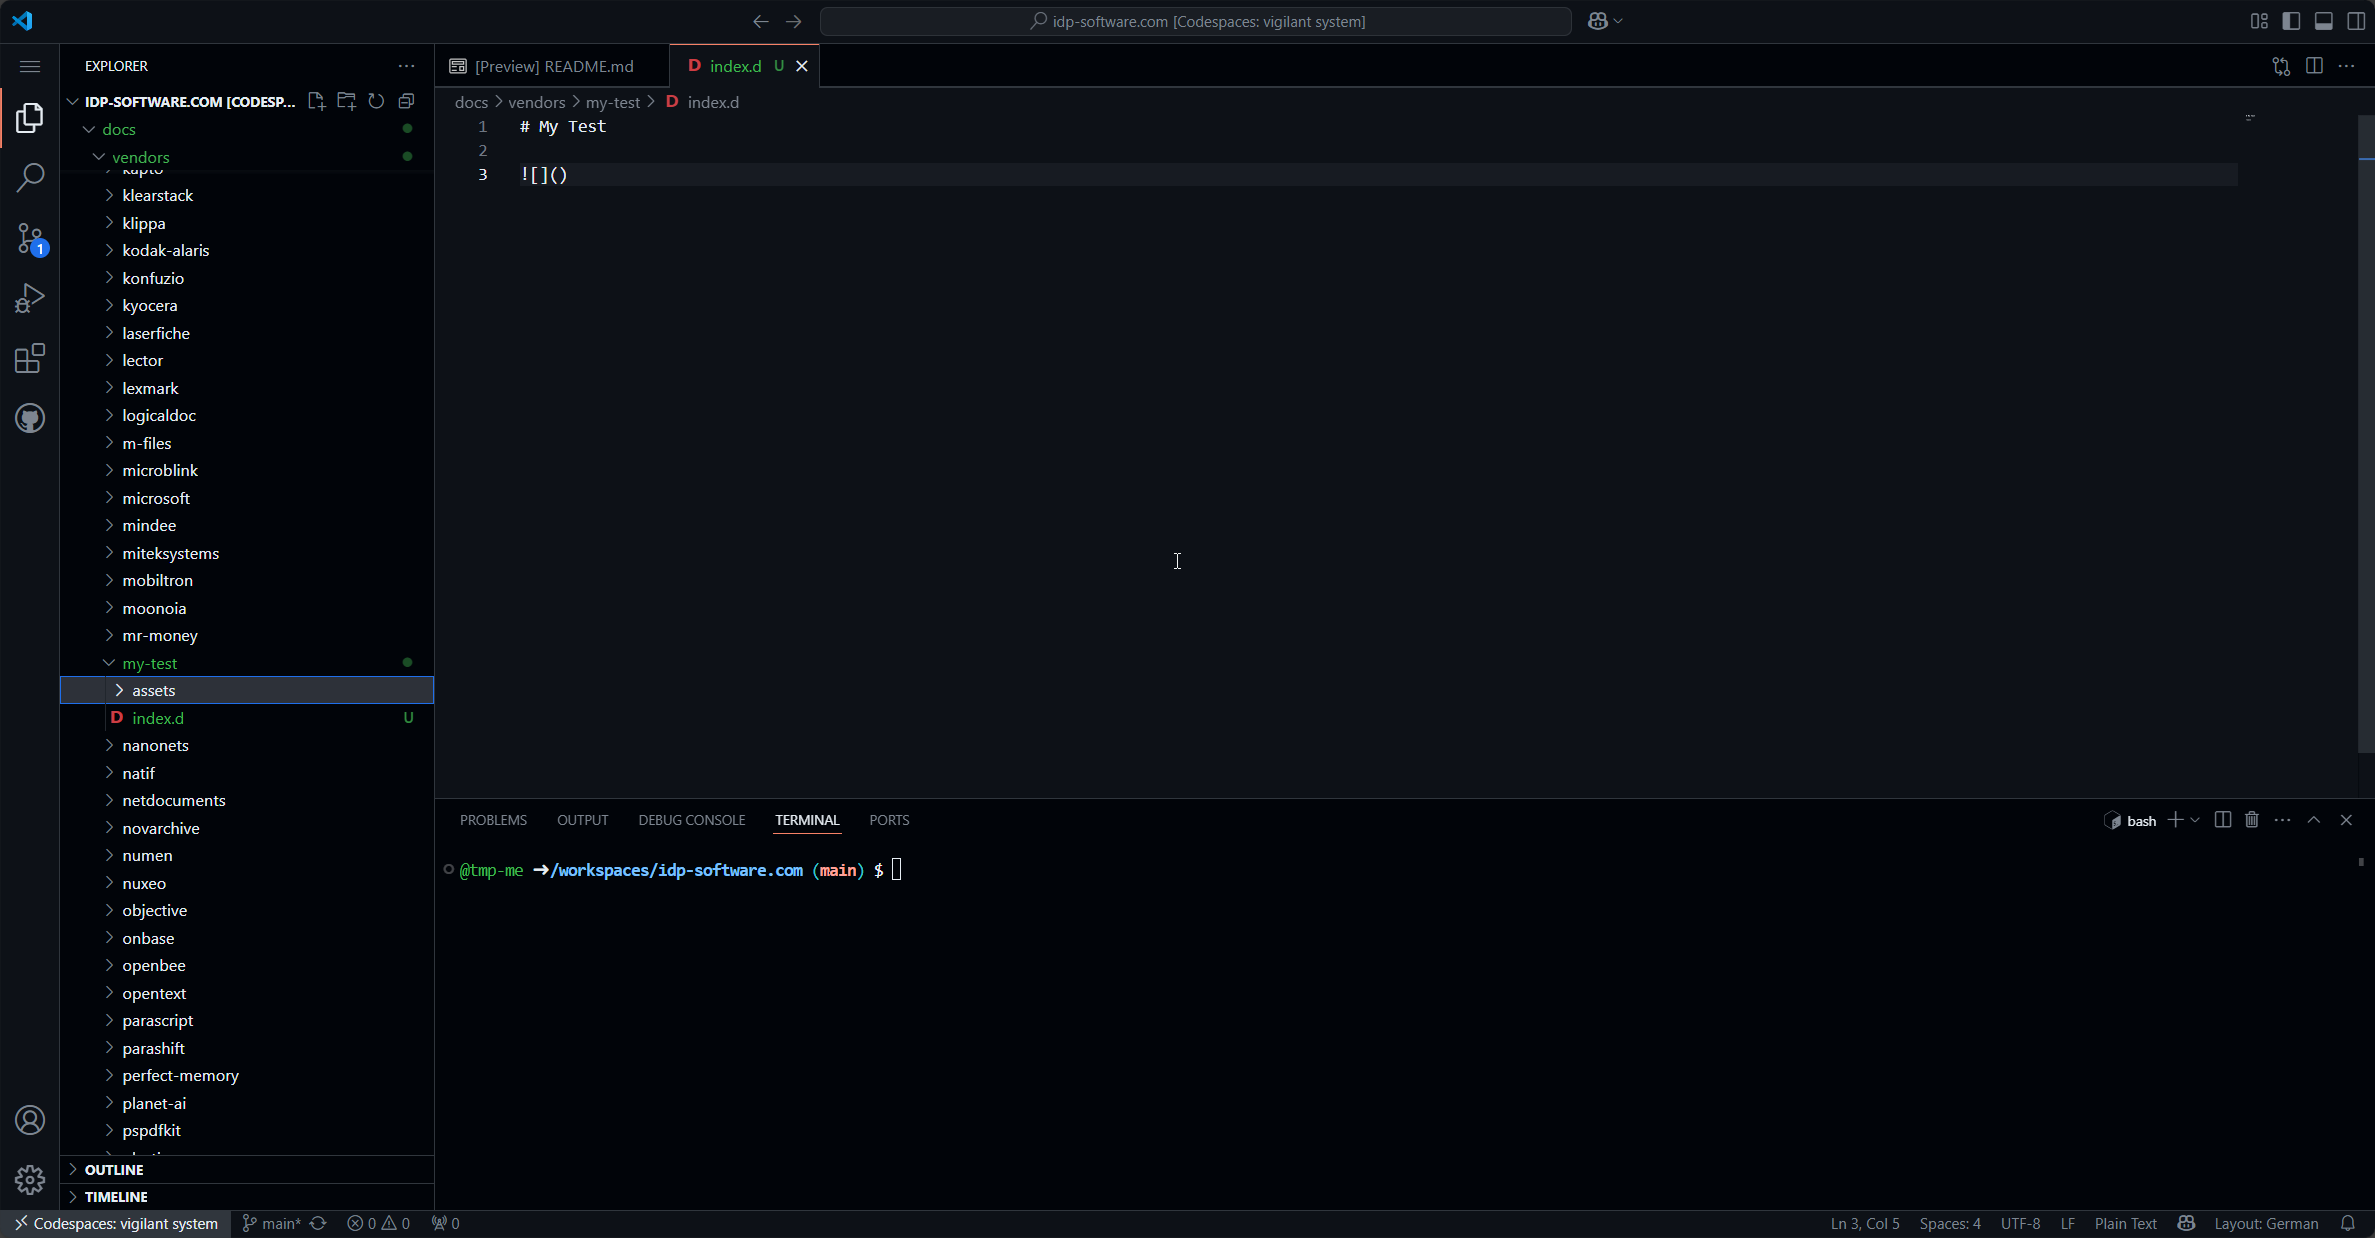 idp-software.com [Codespaces: vigilant system]
EXPLORER
[Preview] README.md
D index.d U
IDP-SOFTWARE.COM [CODESP...
docs
vendors
kapto
klearstack
klippa
kodak-alaris
konfuzio
kyocera
laserfiche
lector
lexmark
logicaldoc
m-files
microblink
microsoft
mindee
miteksystems
mobiltron
moonoia
mr-money
my-test
assets
D index.d U
nanonets
natif
netdocuments
novarchive
numen
nuxeo
objective
onbase
openbee
opentext
parascript
parashift
perfect-memory
planet-ai
pspdfkit
OUTLINE
TIMELINE
1
docs > vendors > my-test > D index.d
1 # My Test
2
3 ![]()
PROBLEMS OUTPUT DEBUG CONSOLE TERMINAL PORTS
bash
@tmp-me ➜/workspaces/idp-software.com (main) $
Codespaces: vigilant system main* 0 0 0
Ln 3, Col 5 Spaces: 4 UTF-8 LF Plain Text Layout: German